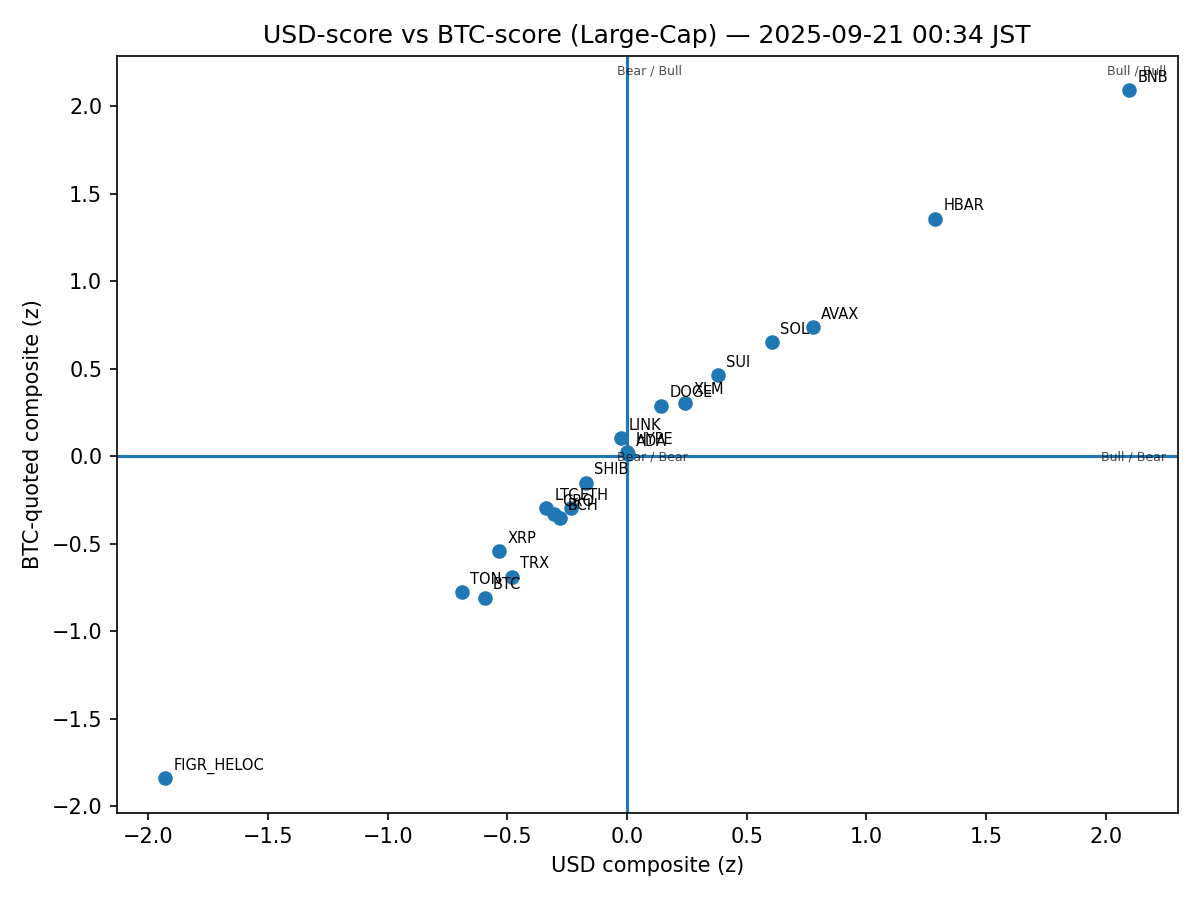 USD-score vs BTC-score (Large-Cap) — 2025-09-21 00:34 JST
Bear / Bull
Bull / Bull
BNB
HBAR
AVAX
SOL
SUI
XLM
DOGE
LINK
HYPE
ADA
Bear / Bear
Bull / Bear
SHIB
LTC
ETH
CRO
BCH
XRP
TRX
TON
BTC
FIGR_HELOC
2.0
1.5
1.0
0.5
0.0
−0.5
−1.0
−1.5
−2.0
BTC-quoted composite (z)
−2.0 −1.5 −1.0 −0.5 0.0 0.5 1.0 1.5 2.0
USD composite (z)